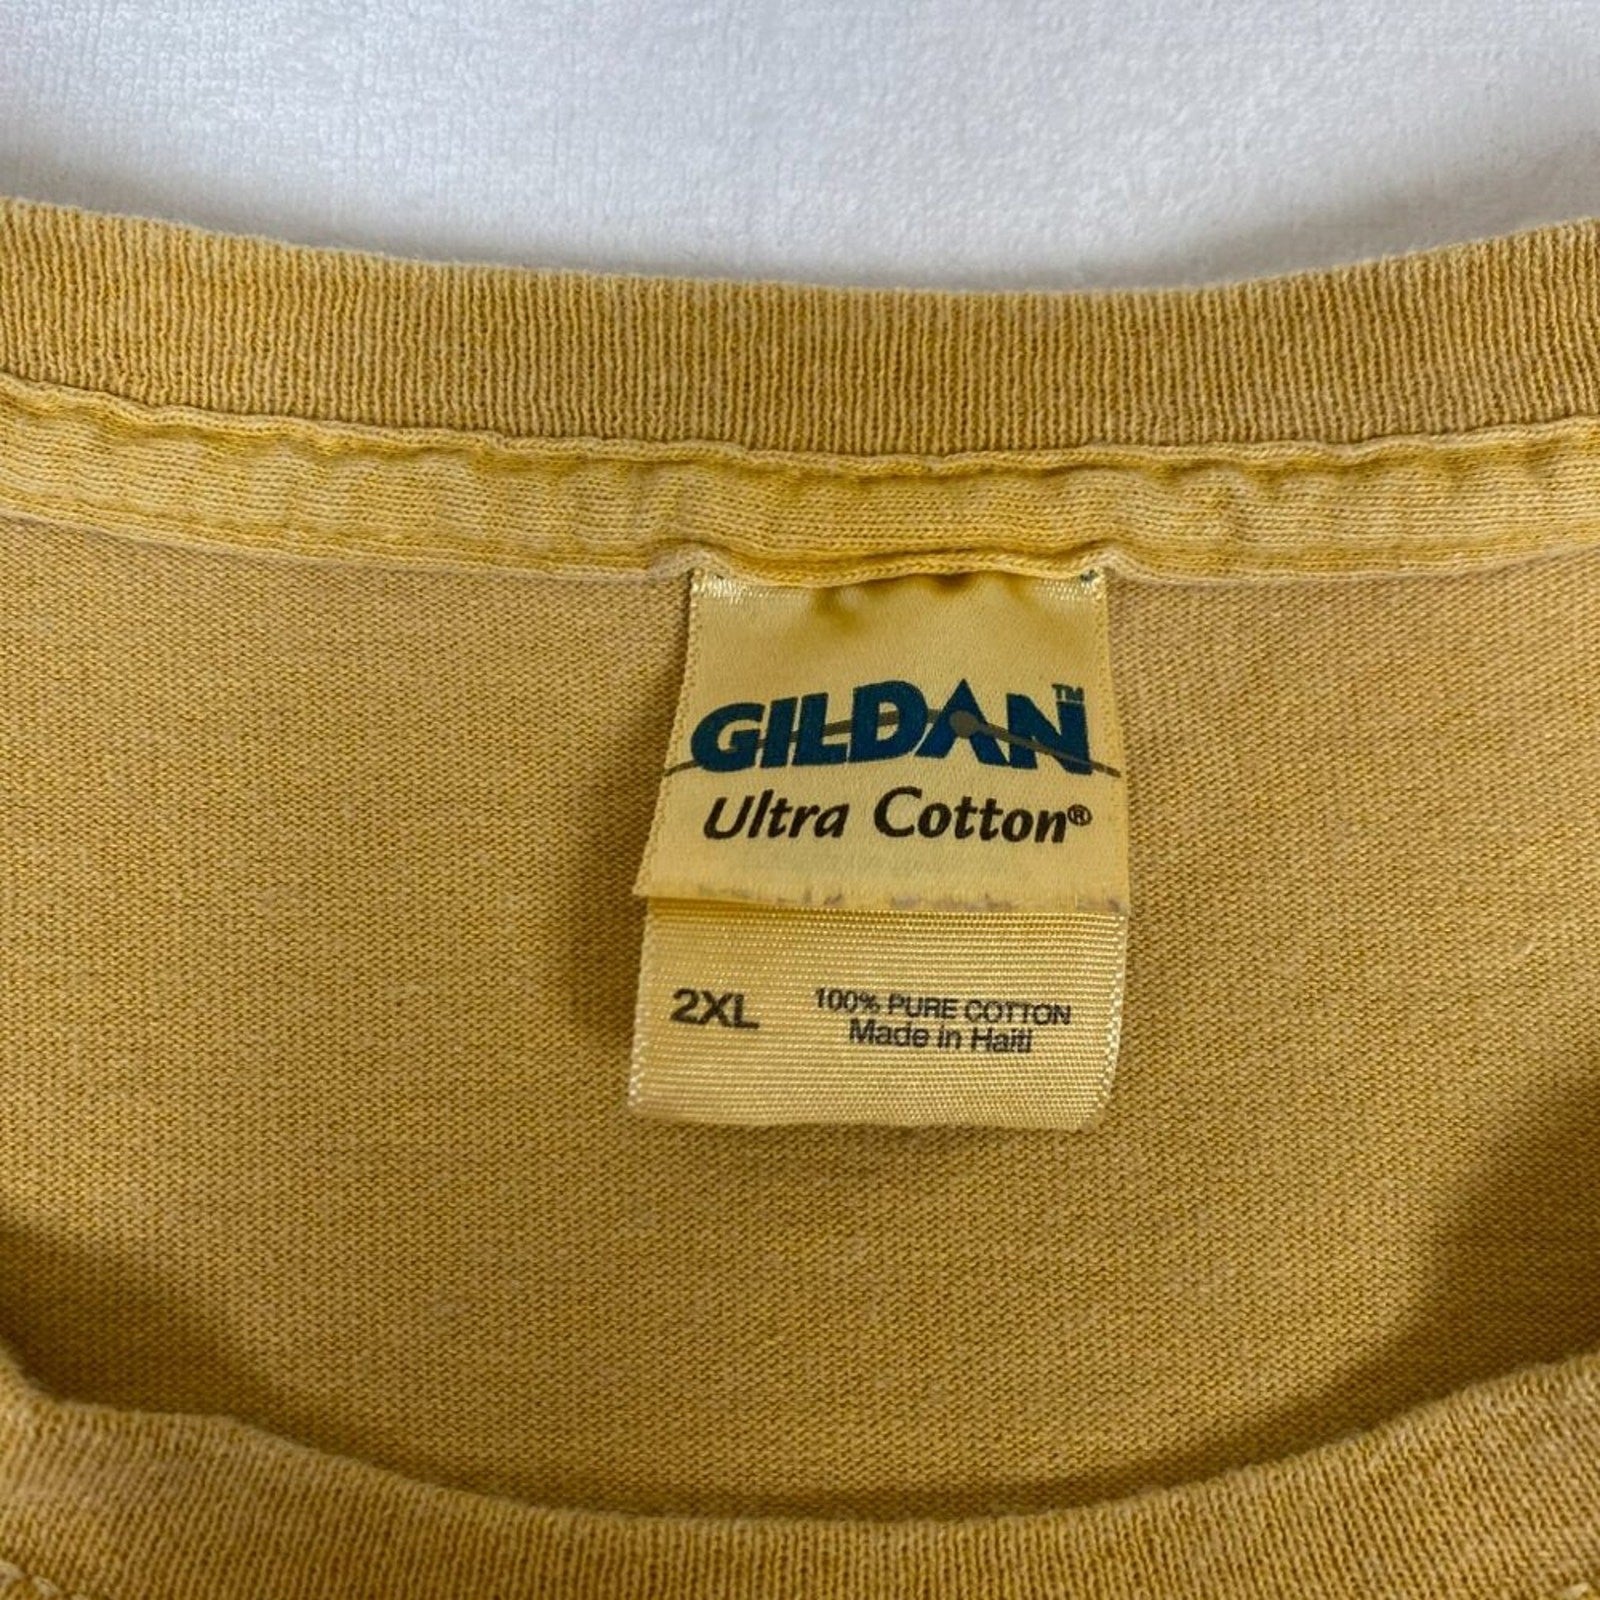 GILDAN™
Ultra Cotton®
2XL
100% PURE COTTON
Made in Haiti